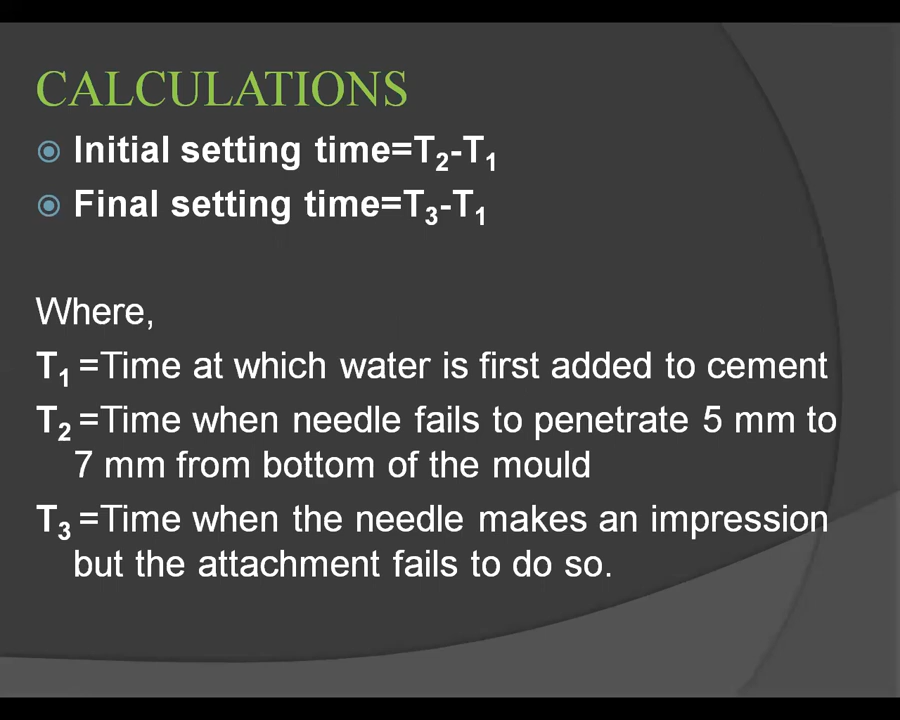 CALCULATIONS
Initial setting time=T₂-T₁
Final setting time=T₃-T₁
Where,
T₁ =Time at which water is first added to cement
T₂ =Time when needle fails to penetrate 5 mm to
7 mm from bottom of the mould
T₃ =Time when the needle makes an impression
but the attachment fails to do so.